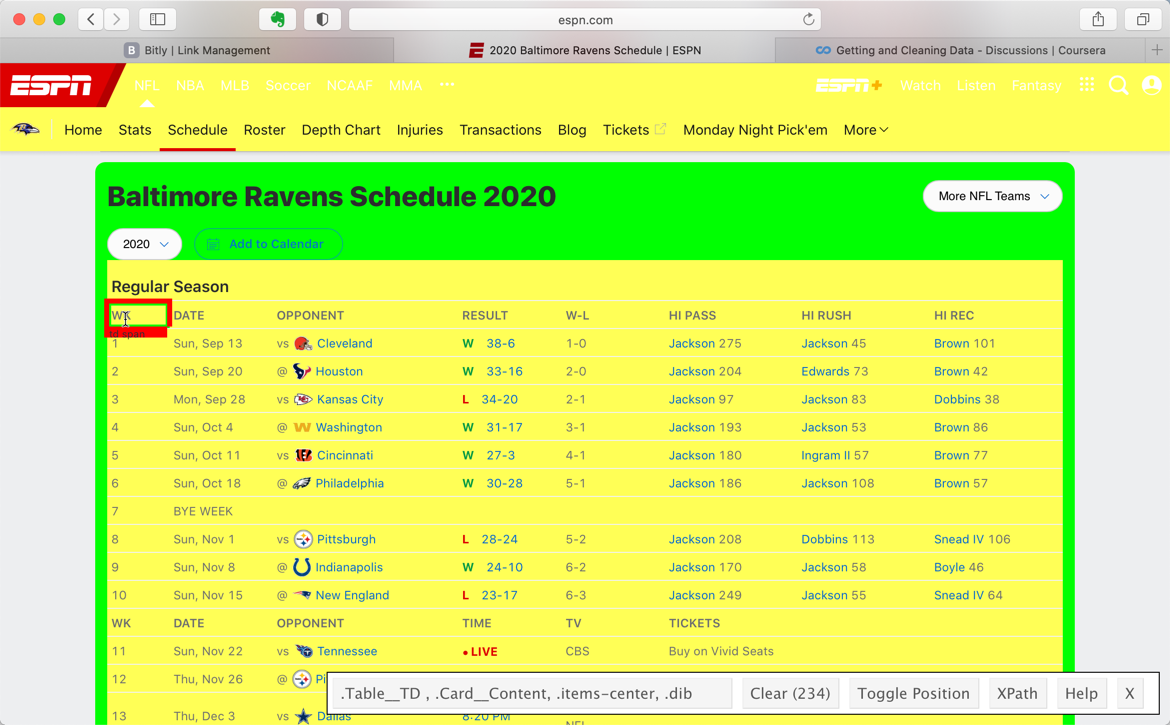 espn.com
B Bitly | Link Management
2020 Baltimore Ravens Schedule | ESPN
Getting and Cleaning Data - Discussions | Coursera
ESPN NFL NBA MLB Soccer NCAAF MMA ... ESPN+ Watch Listen Fantasy
Home Stats Schedule Roster Depth Chart Injuries Transactions Blog Tickets Monday Night Pick'em More
Baltimore Ravens Schedule 2020
More NFL Teams
2020 Add to Calendar
Regular Season
WK DATE OPPONENT RESULT W-L HI PASS HI RUSH HI REC
td span
1 Sun, Sep 13 vs Cleveland W 38-6 1-0 Jackson 275 Jackson 45 Brown 101
2 Sun, Sep 20 @ Houston W 33-16 2-0 Jackson 204 Edwards 73 Brown 42
3 Mon, Sep 28 vs Kansas City L 34-20 2-1 Jackson 97 Jackson 83 Dobbins 38
4 Sun, Oct 4 @ Washington W 31-17 3-1 Jackson 193 Jackson 53 Brown 86
5 Sun, Oct 11 vs Cincinnati W 27-3 4-1 Jackson 180 Ingram II 57 Brown 77
6 Sun, Oct 18 @ Philadelphia W 30-28 5-1 Jackson 186 Jackson 108 Brown 57
7 BYE WEEK
8 Sun, Nov 1 vs Pittsburgh L 28-24 5-2 Jackson 208 Dobbins 113 Snead IV 106
9 Sun, Nov 8 @ Indianapolis W 24-10 6-2 Jackson 170 Jackson 58 Boyle 46
10 Sun, Nov 15 @ New England L 23-17 6-3 Jackson 249 Jackson 55 Snead IV 64
WK DATE OPPONENT TIME TV TICKETS
11 Sun, Nov 22 vs Tennessee • LIVE CBS Buy on Vivid Seats
12 Thu, Nov 26 @ Pi
13 Thu, Dec 3 vs Dallas 8:20 PM NFL
.Table__TD , .Card__Content, .items-center, .dib Clear (234) Toggle Position XPath Help X